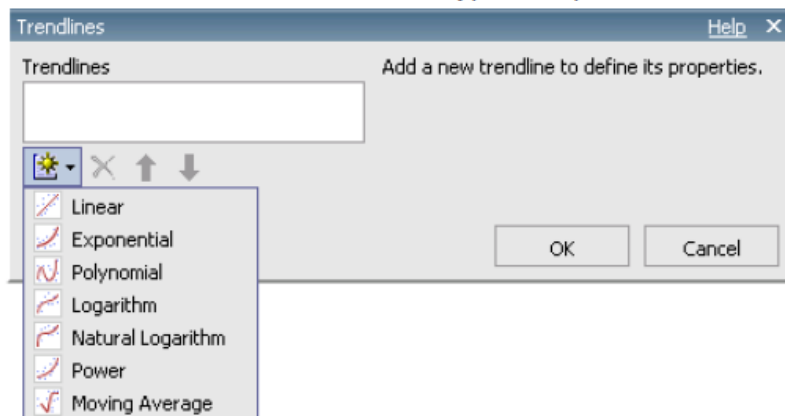 Trendlines Help X
Trendlines Add a new trendline to define its properties.
Linear
Exponential
OK Cancel
Polynomial
Logarithm
Natural Logarithm
Power
Moving Average